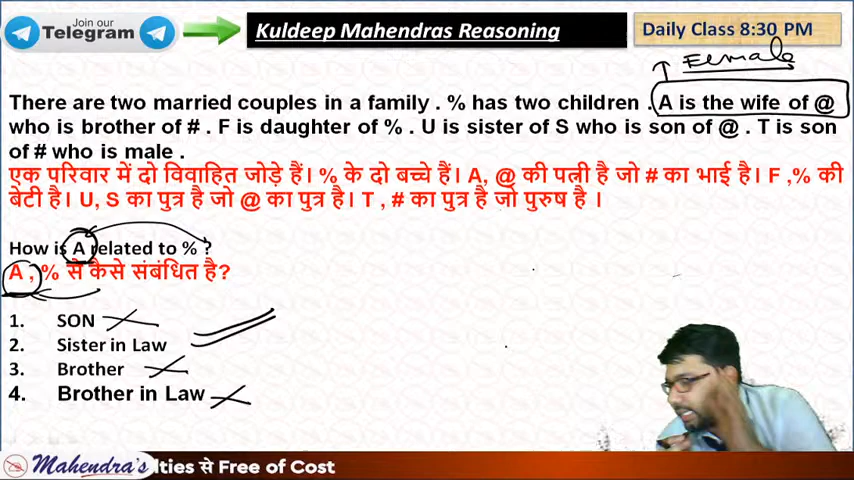 Join our
Telegram
Kuldeep Mahendras Reasoning
Daily Class 8:30 PM
Female
There are two married couples in a family . % has two children . A is the wife of @
who is brother of # . F is daughter of % . U is sister of S who is son of @ . T is son
of # who is male .
एक परिवार में दो विवाहित जोड़े हैं। % के दो बच्चे हैं। A, @ की पत्नी है जो # का भाई है। F ,% की
बेटी है। U, S का पुत्र है जो @ का पुत्र है। T , # का पुत्र है जो पुरुष है ।
How is A related to % ?
A , % से कैसे संबंधित है?
1. SON
2. Sister in Law
3. Brother
4. Brother in Law
Mahendra's
lties से Free of Cost